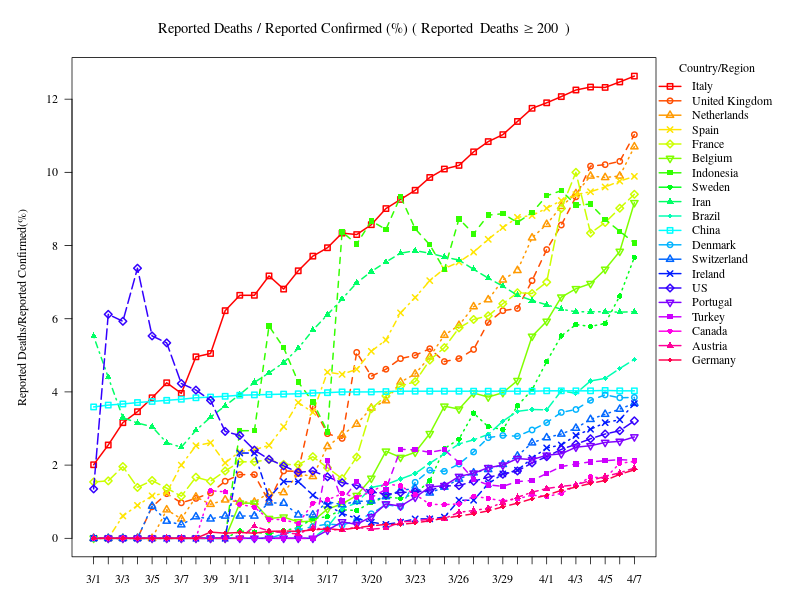 Reported Deaths / Reported Confirmed (%) ( Reported Deaths ≥ 200 )
Country/Region
Italy
United Kingdom
Netherlands
Spain
France
Belgium
Indonesia
Sweden
Iran
Brazil
China
Denmark
Switzerland
Ireland
US
Portugal
Turkey
Canada
Austria
Germany
Reported Deaths/Reported Confirmed(%)
12
10
8
6
4
2
0
3/1 3/3 3/5 3/7 3/9 3/11 3/14 3/17 3/20 3/23 3/26 3/29 4/1 4/3 4/5 4/7